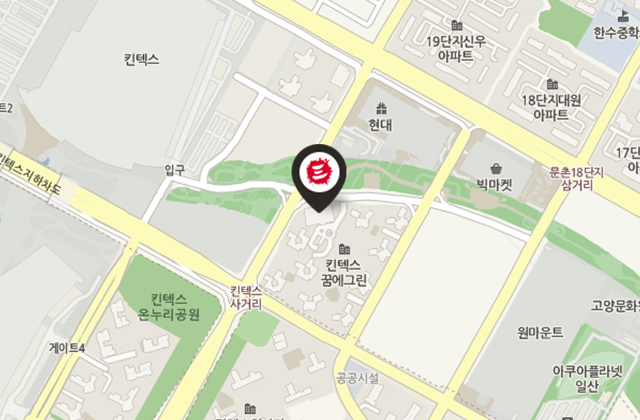 킨텍스
19단지신우
아파트
한수중학
18단지대원
아파트
트2
현대
17단
아파
킨텍스지하차도
입구
빅마켓
문촌18단지
삼거리
킨텍스
꿈에그린
킨텍스
사거리
킨텍스
온누리공원
고양문화
원마운트
게이트4
공공시설
아쿠아플라넷
일산